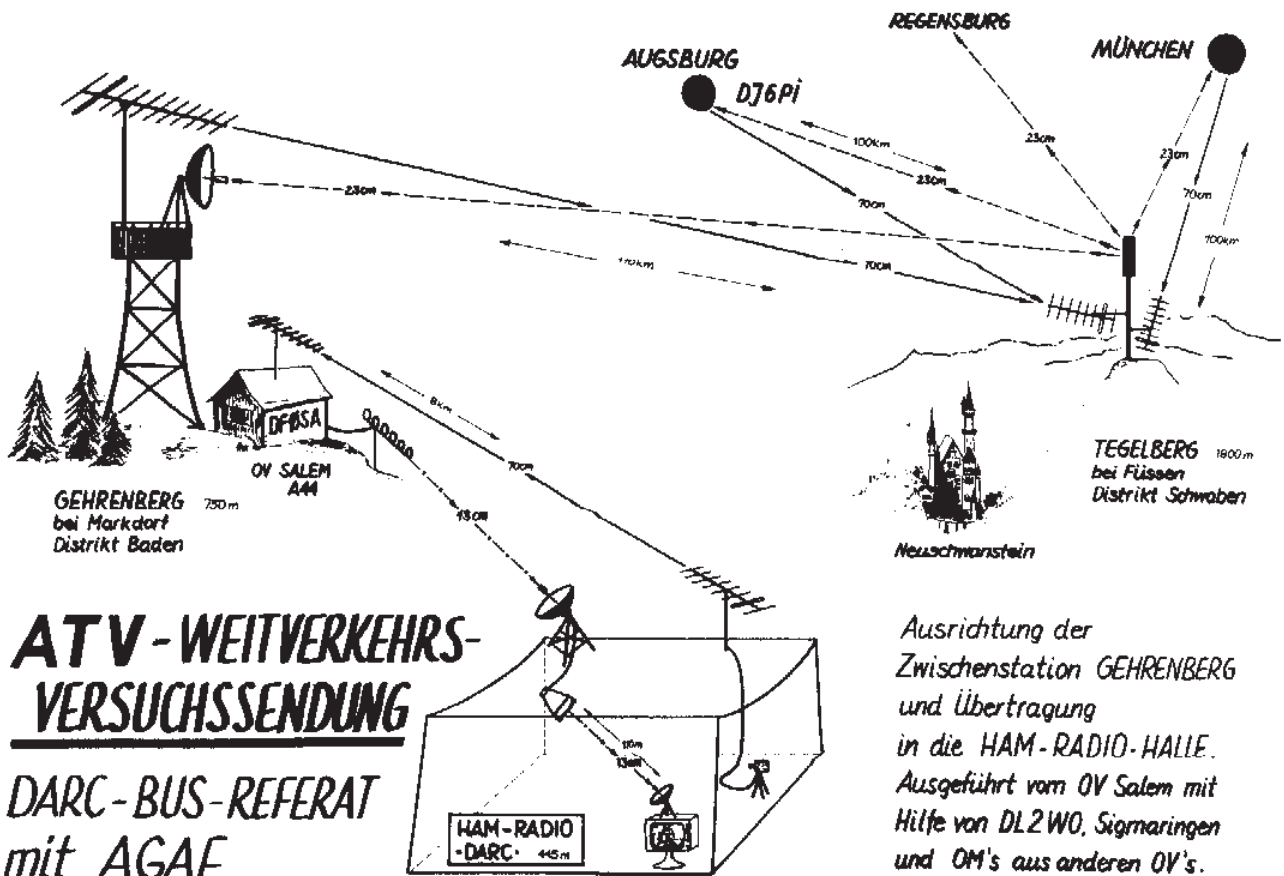 REGENSBURG
AUGSBURG
MÜNCHEN
DJ6Pi
100km
23cm
23cm
23cm
70cm
23cm
70cm
100km
70cm
8km
DFØSA
OV SALEM
A44
70cm
GEHRENBERG 750m
bei Markdorf
Distrikt Baden
13cm
TEGELBERG 1800m
bei Füssen
Distrikt Schwaben
Neuschwanstein
ATV-WEITVERKEHRS-
VERSUCHSSENDUNG
DARC-BUS-REFERAT
mit AGAF
13cm
HAM-RADIO
-DARC- 445m
Ausrichtung der
Zwischenstation GEHRENBERG
und Übertragung
in die HAM-RADIO-HALLE.
Ausgeführt vom OV Salem mit
Hilfe von DL2WO, Sigmaringen
und OM's aus anderen OV's.